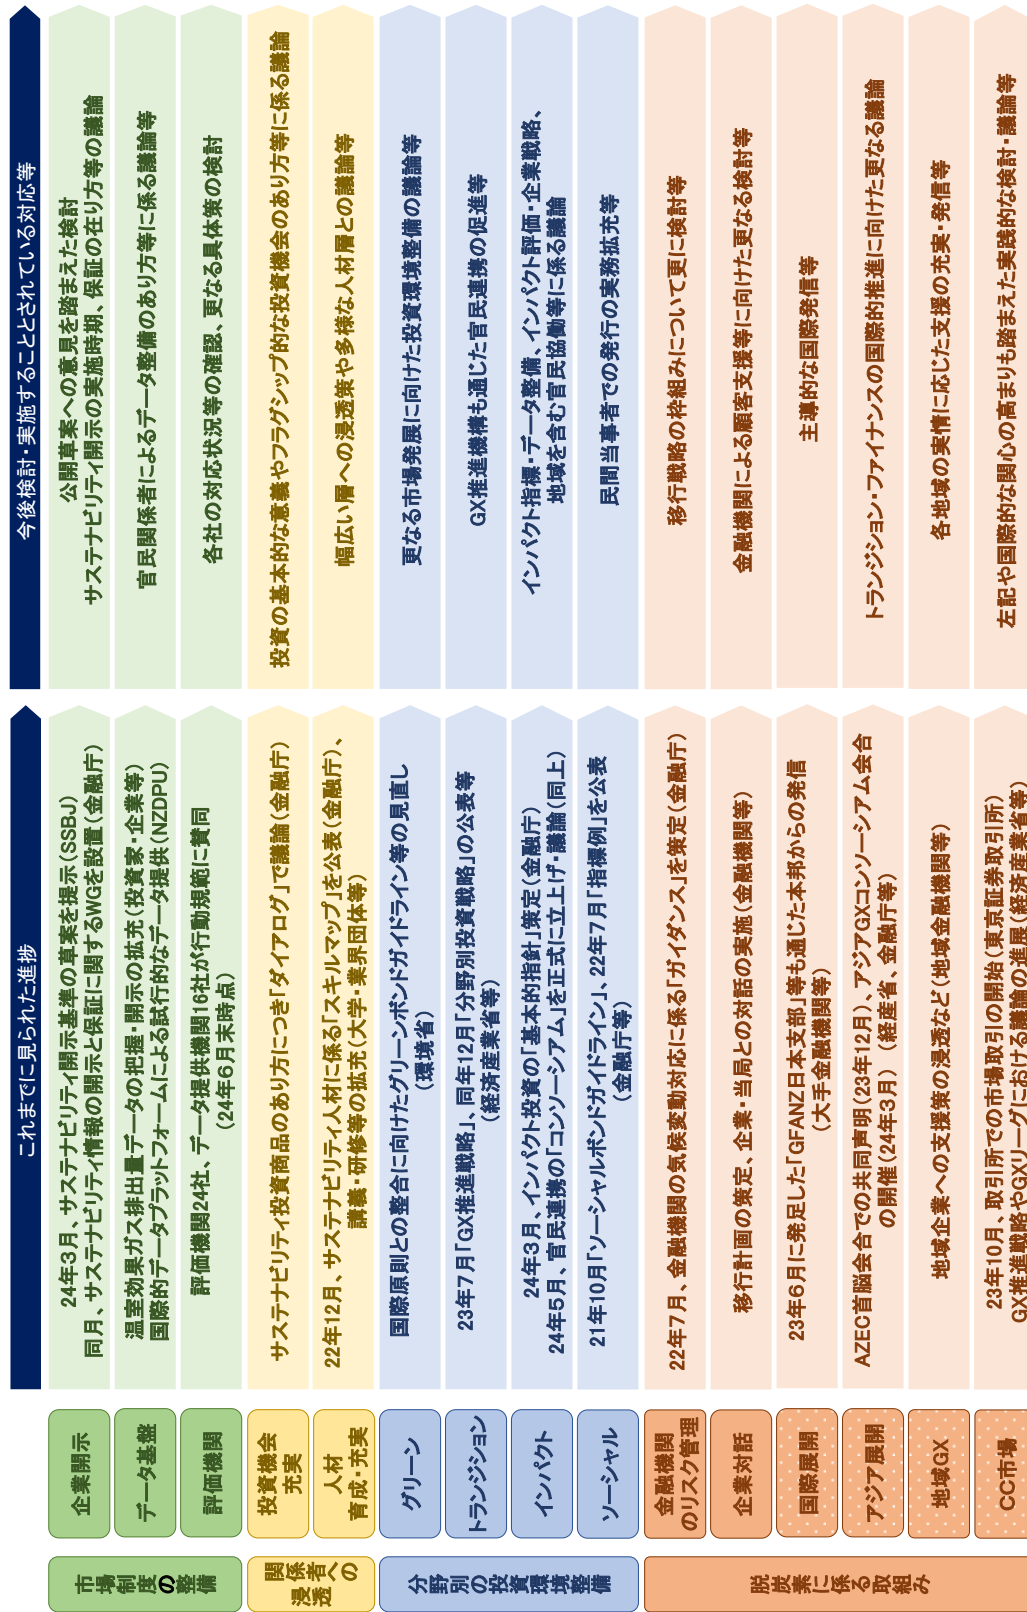 これまでに見られた進捗
今後検討・実施することとされている対応等
市場制度の整備
企業開示
24年3月、サステナビリティ開示基準の草案を提示（SSBJ）
同月、サステナビリティ情報の開示と保証に関するWGを設置（金融庁）
公開草案への意見を踏まえた検討
サステナビリティ開示の実施時期、保証の在り方等の議論
データ基盤
温室効果ガス排出量データの把握・開示の拡充（投資家・企業等）
国際的データプラットフォームによる試行的なデータ提供（NZDPU）
官民関係者によるデータ整備のあり方等に係る議論等
評価機関
評価機関24社、データ提供機関16社が行動規範に賛同
（24年6月末時点）
各社の対応状況等の確認、更なる具体策の検討
関係者への
浸透
投資機会
充実
サステナビリティ投資商品のあり方につき「ダイアログ」で議論（金融庁）
投資の基本的な意義やフラグシップ的な投資機会のあり方等に係る議論
人材
育成・充実
22年12月、サステナビリティ人材に係る「スキルマップ」を公表（金融庁）、
講義・研修等の拡充（大学・業界団体等）
幅広い層への浸透策や多様な人材層との議論等
分野別の投資環境整備
グリーン
国際原則との整合に向けたグリーンボンドガイドライン等の見直し
（環境省）
更なる市場発展に向けた投資環境整備の議論等
トランジション
23年7月「GX推進戦略」、同年12月「分野別投資戦略」の公表等
（経済産業省等）
GX推進機構も通じた官民連携の促進等
インパクト
24年3月、インパクト投資の「基本的指針」策定（金融庁）
24年5月、官民連携の「コンソーシアム」を正式に立上げ・議論（同上）
インパクト指標・データ整備、インパクト評価・企業戦略、
地域を含む官民協働等に係る議論
ソーシャル
21年10月「ソーシャルボンドガイドライン」、22年7月「指標例」を公表
（金融庁等）
民間当事者での発行の実務拡充等
脱炭素に係る取組み
金融機関
のリスク管理
22年7月、金融機関の気候変動対応に係る「ガイダンス」を策定（金融庁）
移行戦略の枠組みについて更に検討等
企業対話
移行計画の策定、企業・当局との対話の実施（金融機関等）
金融機関による顧客支援等に向けた更なる検討等
国際展開
23年6月に発足した「GFANZ日本支部」等も通じた本邦からの発信
（大手金融機関等）
主導的な国際発信等
アジア展開
AZEC首脳会合での共同声明（23年12月）、アジアGXコンソーシアム会合
の開催（24年3月）（経産省、金融庁等）
トランジション・ファイナンスの国際的推進に向けた更なる議論
地域GX
地域企業への支援策の浸透など（地域金融機関等）
各地域の実情に応じた支援の充実・発信等
CC市場
23年10月、取引所での市場取引の開始（東京証券取引所）
GX推進戦略やGXリーグにおける議論の進展（経済産業省等）
左記や国際的な関心の高まりも踏まえた実践的な検討・議論等